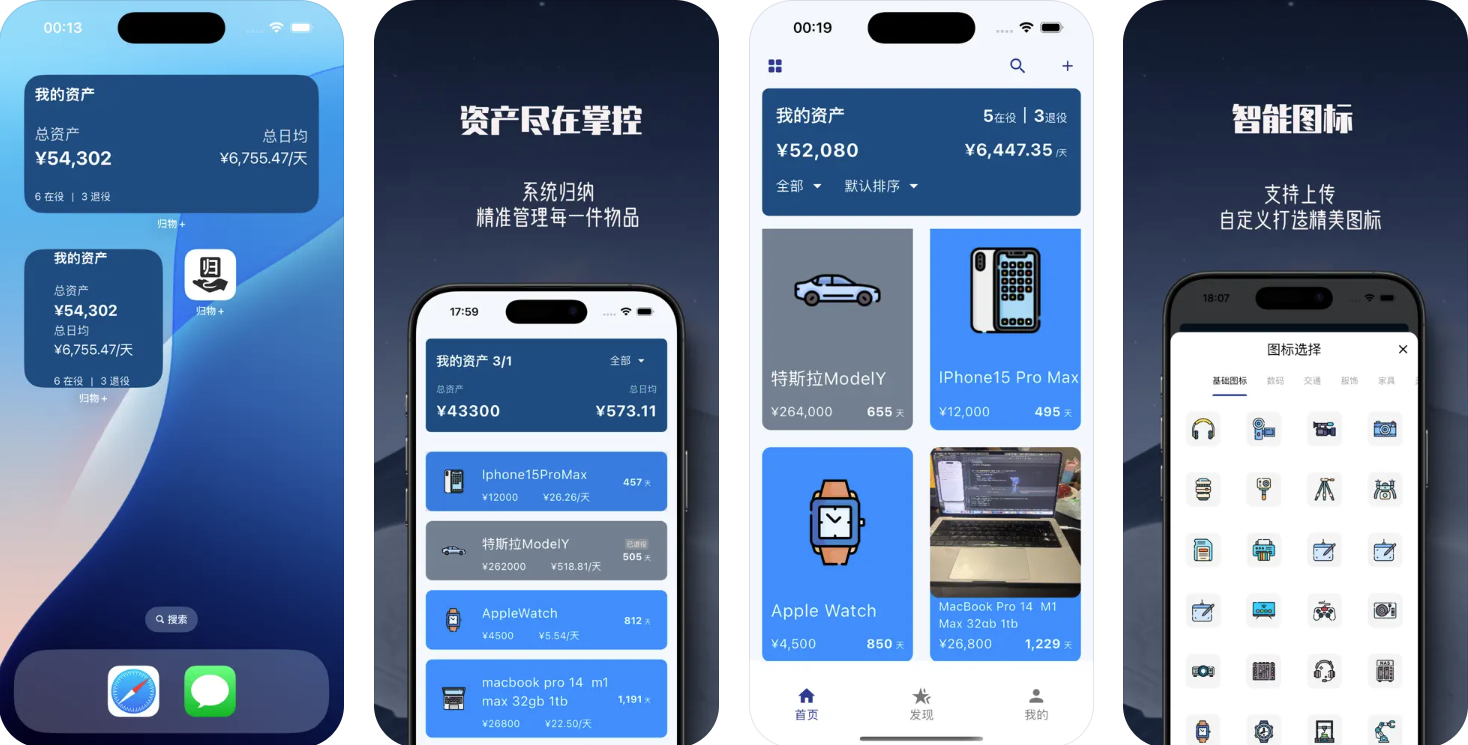 00:13
我的资产
总资产
总日均
¥54,302
¥6,755.47/天
6 在役 | 3 退役
归物+
我的资产
总资产
¥54,302
总日均
¥6,755.47/天
6 在役 | 3 退役
归物+
归
归物+
搜索
资产尽在掌控
系统归纳
精准管理每一件物品
17:59
我的资产 3/1
全部
总资产
总日均
¥43300
¥573.11
Iphone15ProMax
¥12000
¥26.26/天
457 天
特斯拉ModelY
已退役
¥262000
¥518.81/天
505 天
AppleWatch
¥4500
¥5.54/天
812 天
macbook pro 14 m1
max 32gb 1tb
¥26800
¥22.50/天
1,191 天
00:19
我的资产
5在役 | 3退役
¥52,080
¥6,447.35 /天
全部
默认排序
特斯拉ModelY
¥264,000
655 天
IPhone15 Pro Max
¥12,000
495 天
Apple Watch
¥4,500
850 天
MacBook Pro 14 M1
Max 32gb 1tb
¥26,800
1,229 天
首页
发现
我的
智能图标
支持上传
自定义打造精美图标
18:07
图标选择
基础图标
数码
交通
服饰
家具
NAS